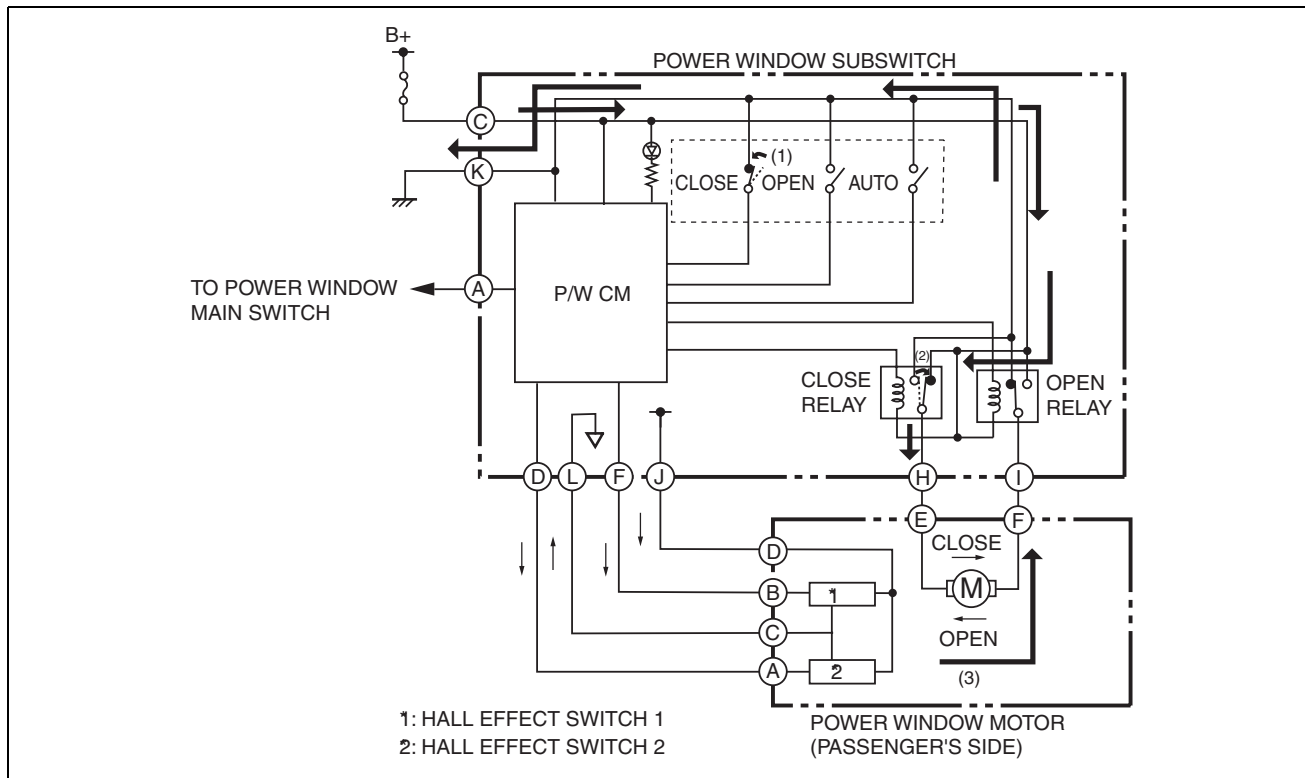 B+
POWER WINDOW SUBSWITCH
C
(1)
K
CLOSE
OPEN
AUTO
TO POWER WINDOW
MAIN SWITCH
A
P/W CM
(2)
CLOSE
RELAY
OPEN
RELAY
D
L
F
J
H
I
E
F
CLOSE
D
M
B
*1
C
OPEN
A
*2
(3)
*1: HALL EFFECT SWITCH 1
*2: HALL EFFECT SWITCH 2
POWER WINDOW MOTOR
(PASSENGER'S SIDE)